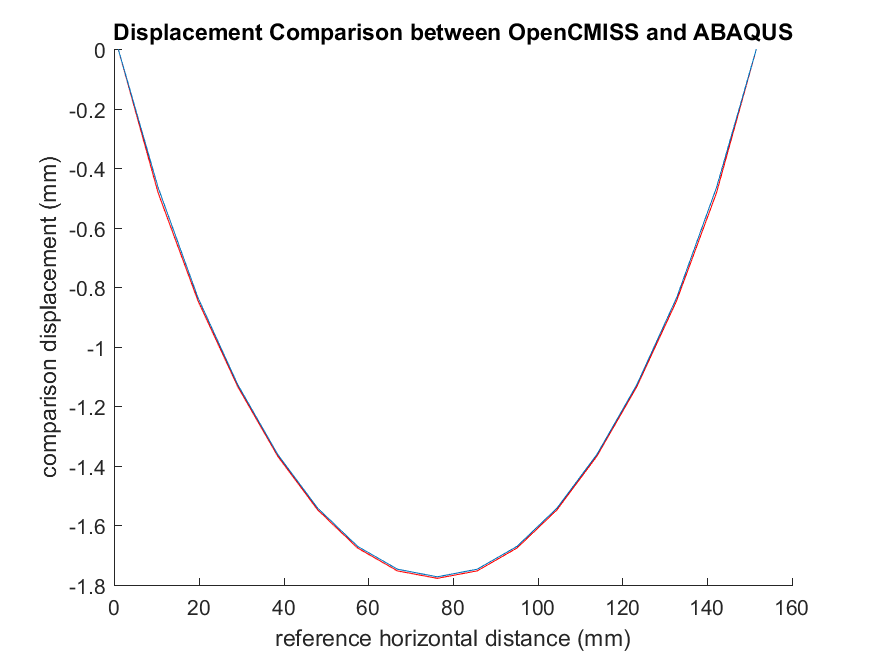 Displacement Comparison between OpenCMISS and ABAQUS
0
-0.2
-0.4
-0.6
-0.8
-1
-1.2
-1.4
-1.6
-1.8
comparison displacement (mm)
0 20 40 60 80 100 120 140 160
reference horizontal distance (mm)